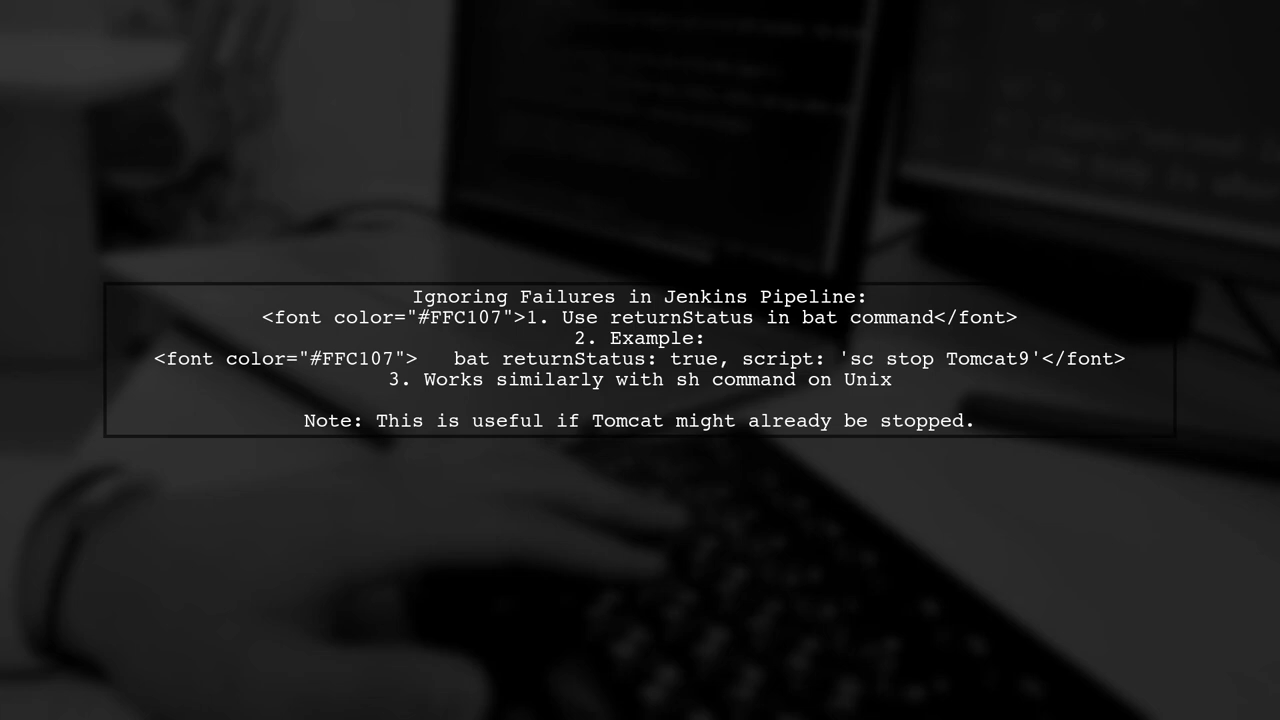 Ignoring Failures in Jenkins Pipeline:
<font color="#FFC107">1. Use returnStatus in bat command</font>
2. Example:
<font color="#FFC107">   bat returnStatus: true, script: 'sc stop Tomcat9'</font>
3. Works similarly with sh command on Unix
Note: This is useful if Tomcat might already be stopped.